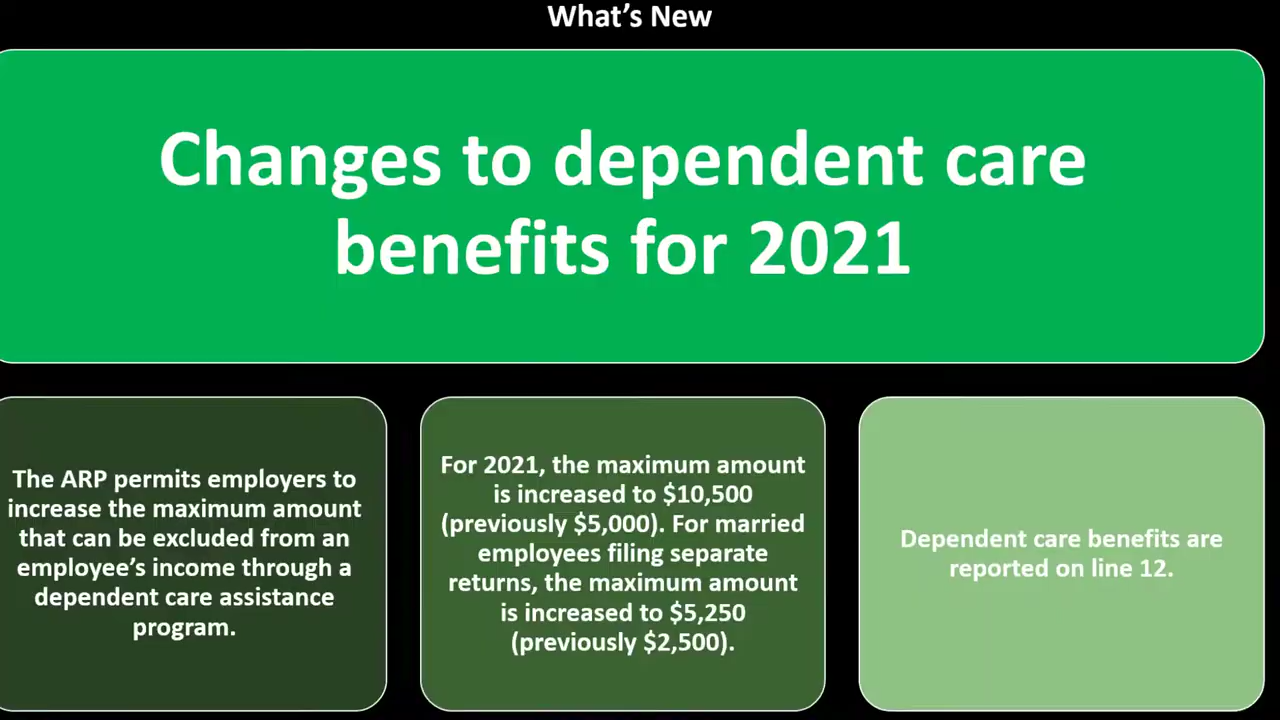 What’s New
Changes to dependent care
benefits for 2021
The ARP permits employers to
increase the maximum amount
that can be excluded from an
employee’s income through a
dependent care assistance
program.
For 2021, the maximum amount
is increased to $10,500
(previously $5,000). For married
employees filing separate
returns, the maximum amount
is increased to $5,250
(previously $2,500).
Dependent care benefits are
reported on line 12.